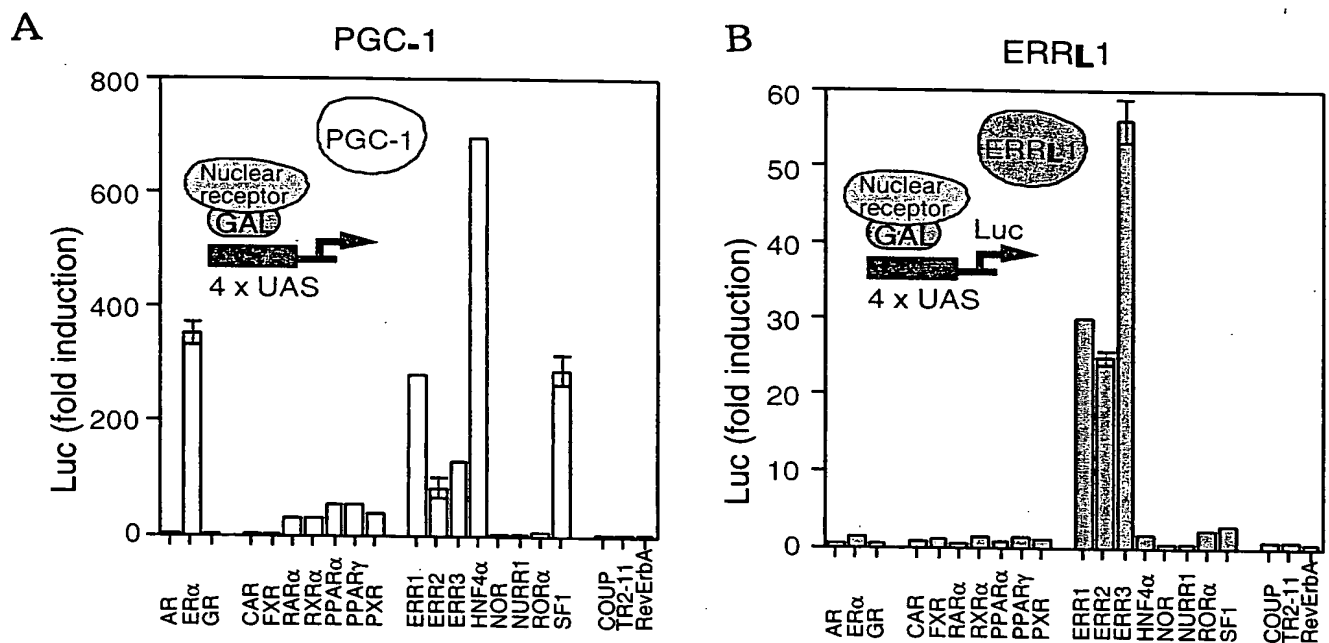 A
PGC-1
800
600
400
200
0
Luc (fold induction)
PGC-1
Nuclear
receptor
GAL
4 x UAS
AR
ERα
GR
CAR
FXR
RARα
RXRα
PPARα
PPARγ
PXR
ERR1
ERR2
ERR3
HNF4α
NOR
NURR1
RORα
SF1
COUP
TR2-11
RevErbA
B
ERRL1
60
50
40
30
20
10
0
Luc (fold induction)
ERRL1
Nuclear
receptor
GAL
Luc
4 x UAS
AR
ERα
GR
CAR
FXR
RARα
RXRα
PPARα
PPARγ
PXR
ERR1
ERR2
ERR3
HNF4α
NOR
NURR1
RORα
SF1
COUP
TR2-11
RevErbA